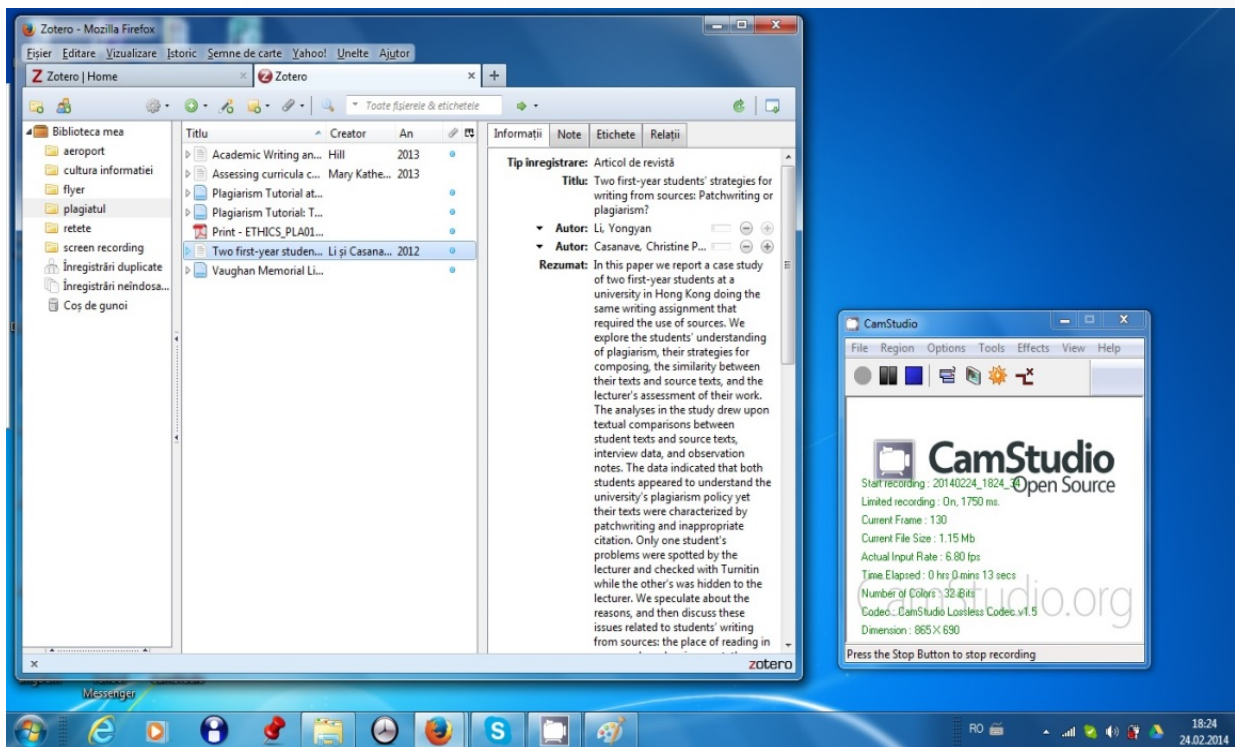 Zotero - Mozilla Firefox
Fişier Editare Vizualizare Istoric Semne de carte Yahoo! Unelte Ajutor
Zotero | Home
Zotero
Toate fişierele & etichetele
Biblioteca mea
aeroport
cultura informatiei
flyer
plagiatul
retete
screen recording
Înregistrări duplicate
Înregistrări neîndosa...
Coş de gunoi
Titlu Creator An
Academic Writing an... Hill 2013
Assessing curricula c... Mary Kathe... 2013
Plagiarism Tutorial at...
Plagiarism Tutorial: T...
Print - ETHICS_PLA01...
Two first-year studen... Li şi Casana... 2012
Vaughan Memorial Li...
Informaţii Note Etichete Relaţii
Tip înregistrare: Articol de revistă
Titlu: Two first-year students' strategies for
writing from sources: Patchwriting or
plagiarism?
Autor: Li, Yongyan
Autor: Casanave, Christine P...
Rezumat: In this paper we report a case study
of two first-year students at a
university in Hong Kong doing the
same writing assignment that
required the use of sources. We
explore the students' understanding
of plagiarism, their strategies for
composing, the similarity between
their texts and source texts, and the
lecturer's assessment of their work.
The analyses in the study drew upon
textual comparisons between
student texts and source texts,
interview data, and observation
notes. The data indicated that both
students appeared to understand the
university's plagiarism policy yet
their texts were characterized by
patchwriting and inappropriate
citation. Only one student's
problems were spotted by the
lecturer and checked with Turnitin
while the other's was hidden to the
lecturer. We speculate about the
reasons, and then discuss these
issues related to students' writing
from sources: the place of reading in
zotero
CamStudio
File Region Options Tools Effects View Help
CamStudio
Open Source
Start recording : 20140224_1824_34
Limited recording : On, 1750 ms.
Current Frame : 130
Current File Size : 1.15 Mb
Actual Input Rate : 6.80 fps
Time Elapsed : 0 hrs 0 mins 13 secs
Number of Colors : 32 Bits
Codec : CamStudio Lossless Codec v1.5
Dimension : 865 X 690
CamStudio.org
Press the Stop Button to stop recording
Messenger
RO
18:24
24.02.2014